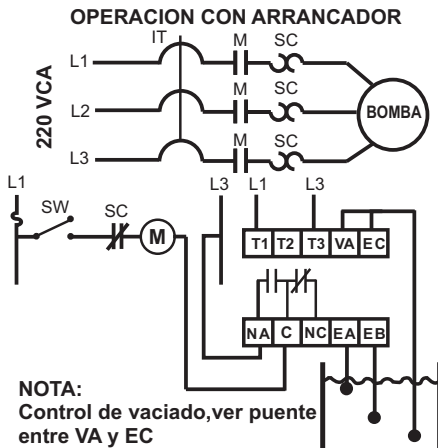 OPERACION CON ARRANCADOR
IT
M SC
L1
220 VCA
M SC
L2
BOMBA
M SC
L3
L1 L3 L1 L3
SW SC
M
T1 T2 T3 VA EC
NA C NC EA EB
NOTA:
Control de vaciado,ver puente
entre VA y EC